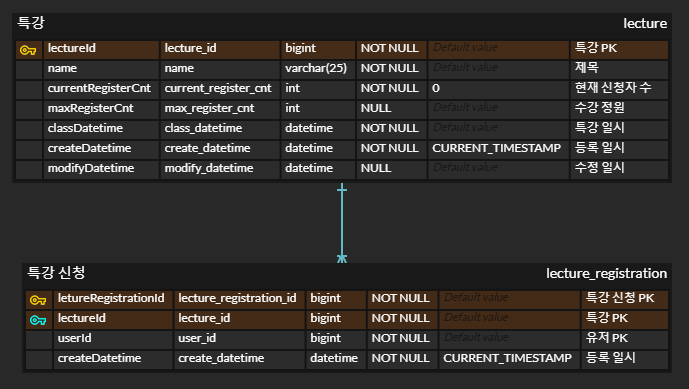 특강 lecture
lectureId lecture_id bigint NOT NULL Default value 특강 PK
name name varchar(25) NOT NULL Default value 제목
currentRegisterCnt current_register_cnt int NOT NULL 0 현재 신청자 수
maxRegisterCnt max_register_cnt int NULL Default value 수강 정원
classDatetime class_datetime datetime NOT NULL Default value 특강 일시
createDatetime create_datetime datetime NOT NULL CURRENT_TIMESTAMP 등록 일시
modifyDatetime modify_datetime datetime NULL Default value 수정 일시
특강 신청 lecture_registration
letureRegistrationId lecture_registration_id bigint NOT NULL Default value 특강 신청 PK
lectureId lecture_id bigint NOT NULL Default value 특강 PK
userId user_id bigint NOT NULL Default value 유저 PK
createDatetime create_datetime datetime NOT NULL CURRENT_TIMESTAMP 등록 일시